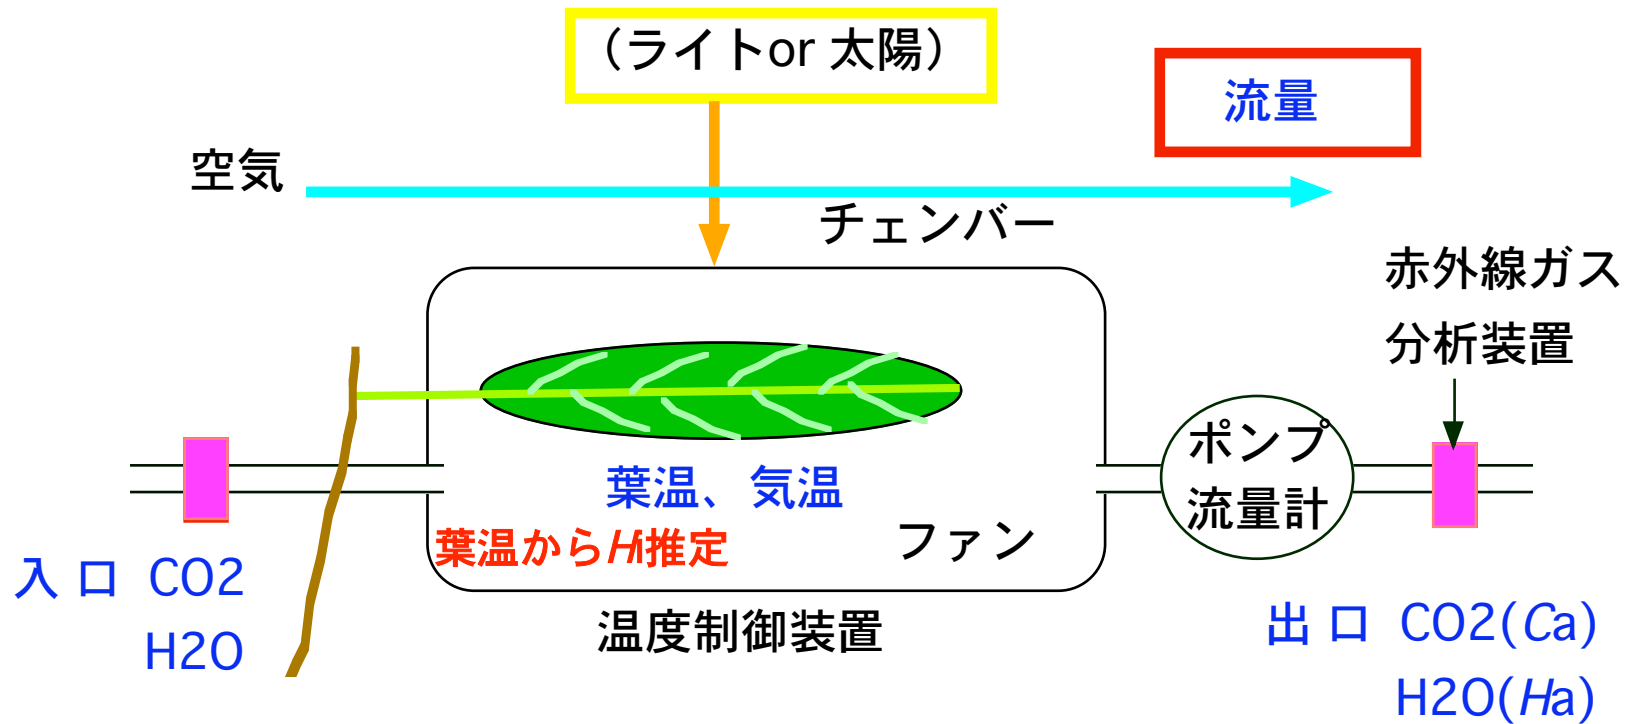 （ライトor 太陽）
流量
空気
チェンバー
赤外線ガス
分析装置
ポンプ
流量計
葉温、気温
葉温からHi推定
ファン
温度制御装置
入口 CO2
H2O
出口 CO2(Ca)
H2O(Ha)